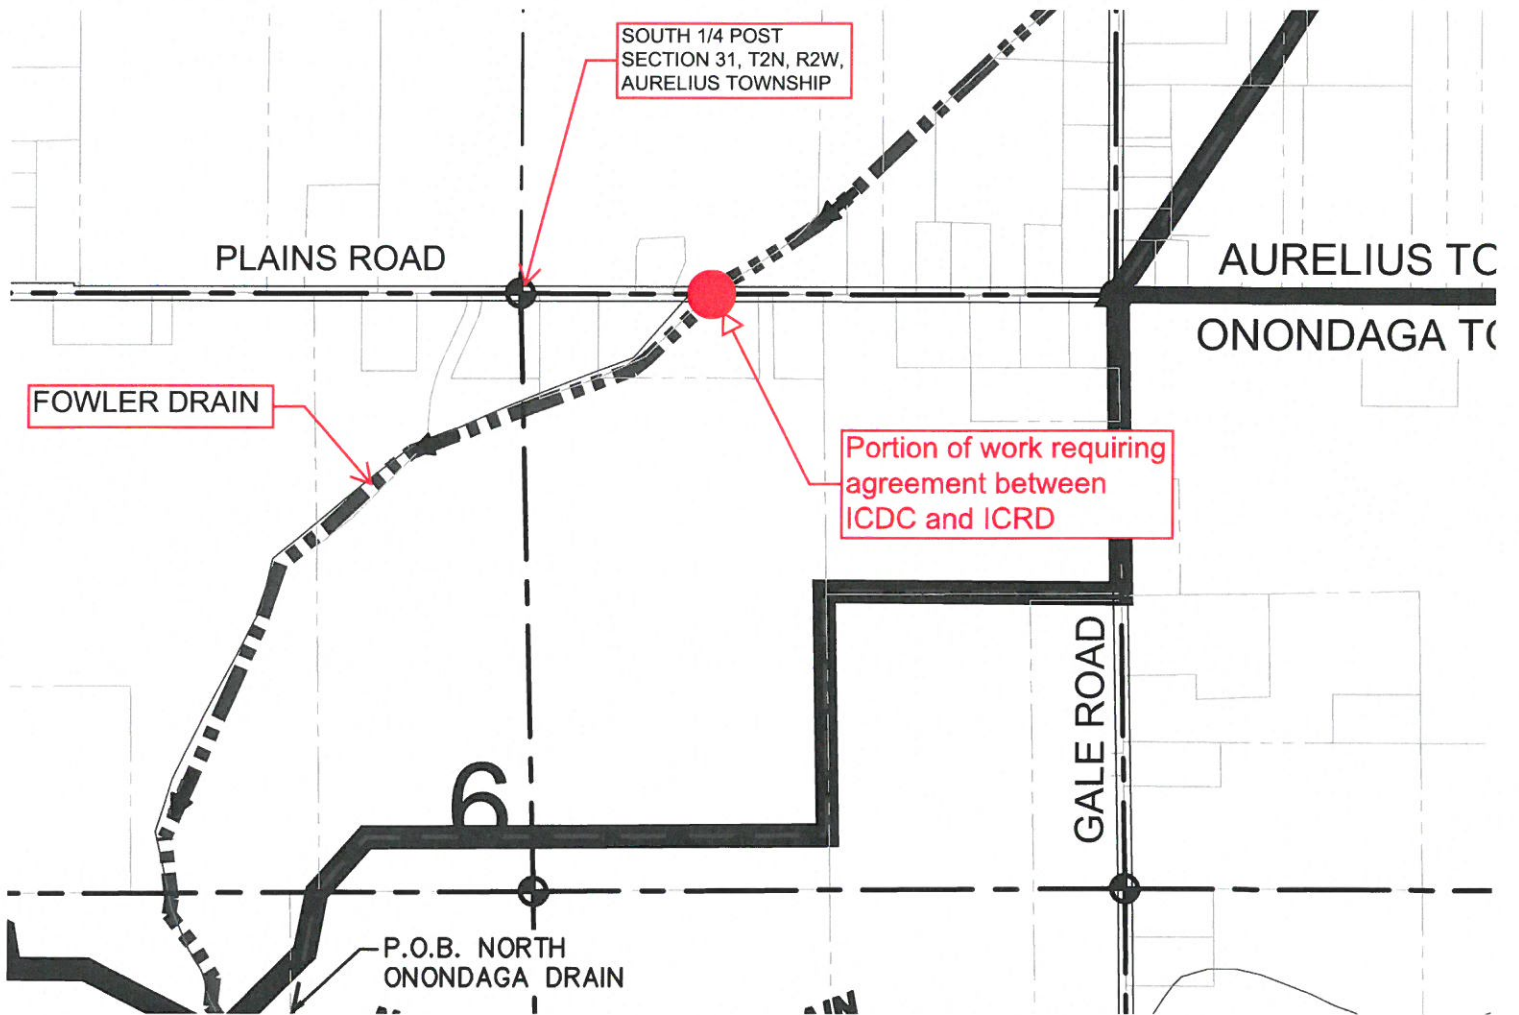 SOUTH 1/4 POST
SECTION 31, T2N, R2W,
AURELIUS TOWNSHIP
PLAINS ROAD
AURELIUS TO
ONONDAGA TO
FOWLER DRAIN
Portion of work requiring
agreement between
ICDC and ICRD
GALE ROAD
6
P.O.B. NORTH
ONONDAGA DRAIN
AIN